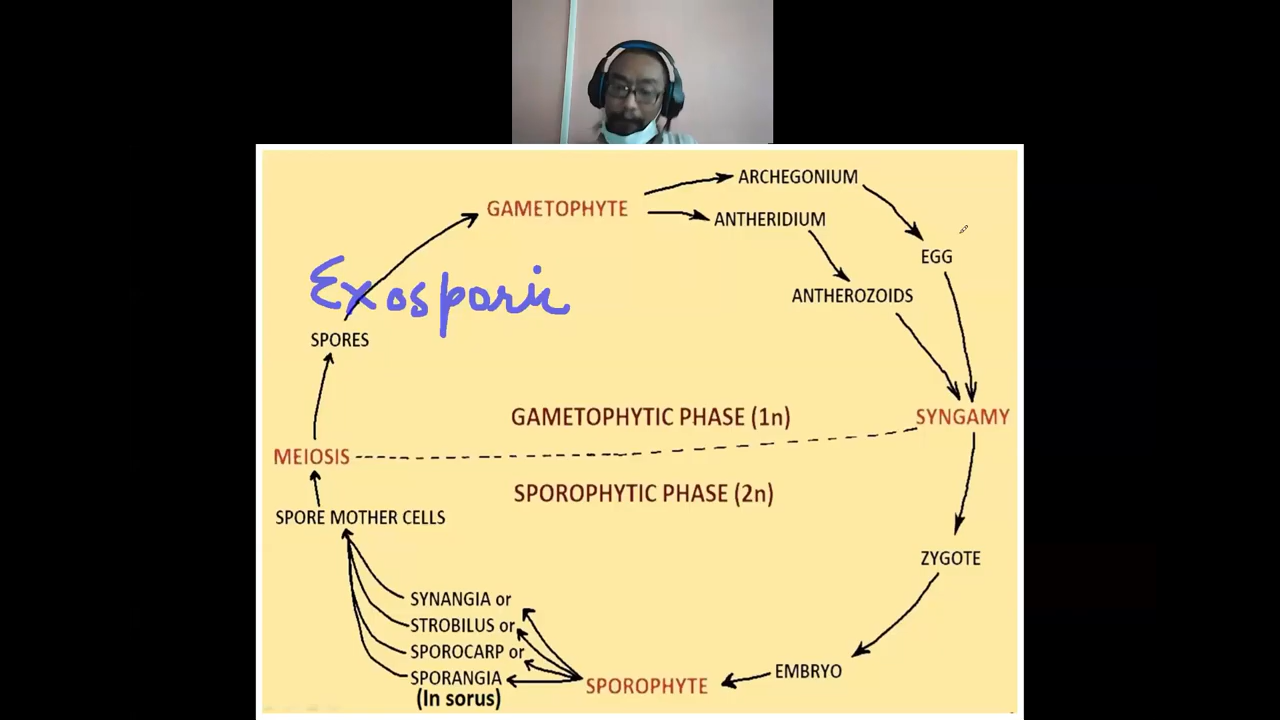 ARCHEGONIUM
GAMETOPHYTE
ANTHERIDIUM
EGG
Exosporic
ANTHEROZOIDS
SPORES
GAMETOPHYTIC PHASE (1n)
SYNGAMY
MEIOSIS
SPOROPHYTIC PHASE (2n)
SPORE MOTHER CELLS
ZYGOTE
SYNANGIA or
STROBILUS or
SPOROCARP or
EMBRYO
SPORANGIA
SPOROPHYTE
(In sorus)